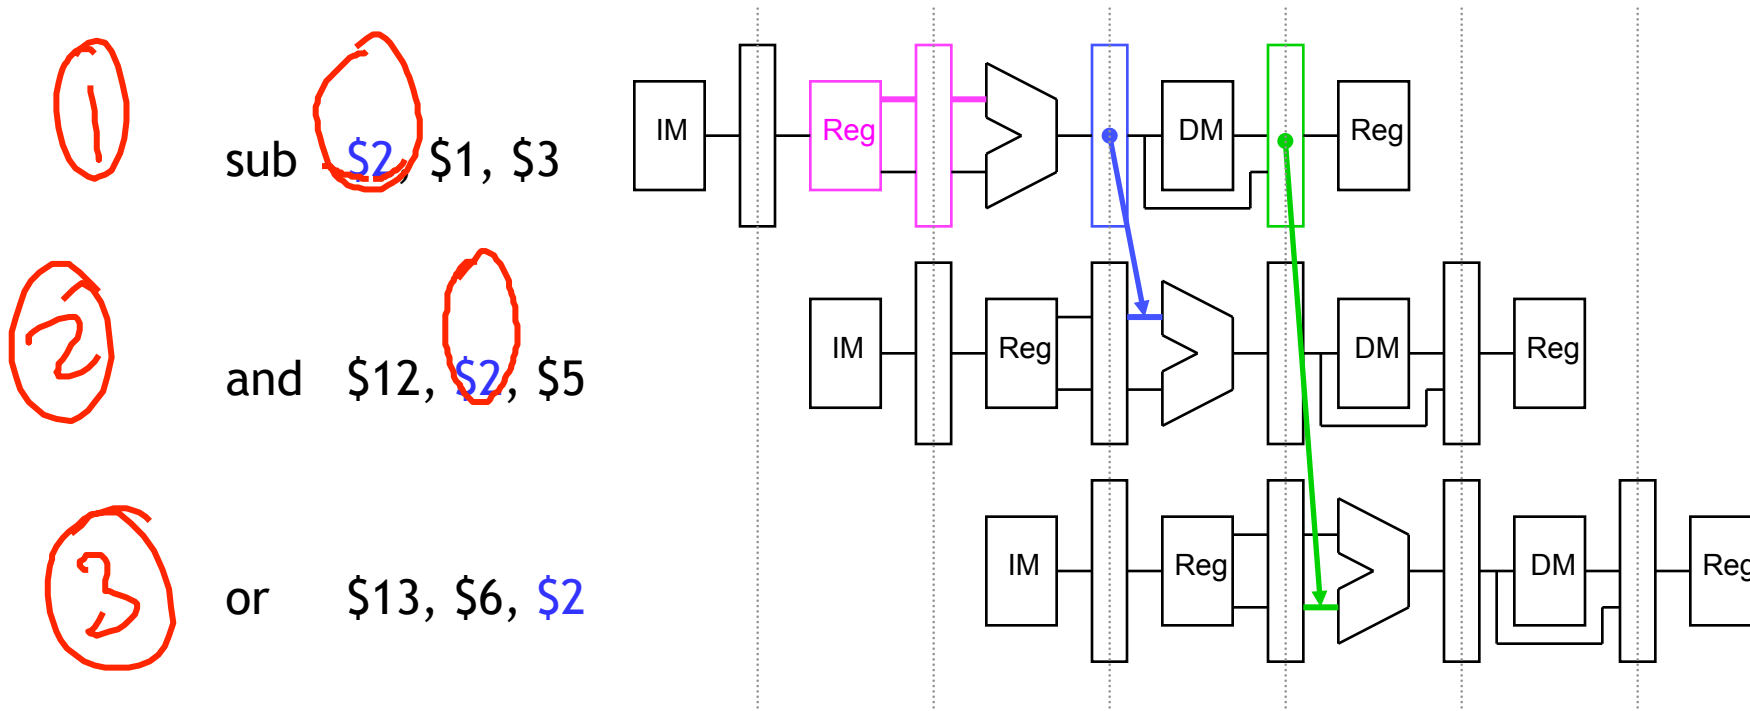 1 sub $2, $1, $3 IM Reg DM Reg
2 and $12, $2, $5 IM Reg DM Reg
3 or $13, $6, $2 IM Reg DM Reg